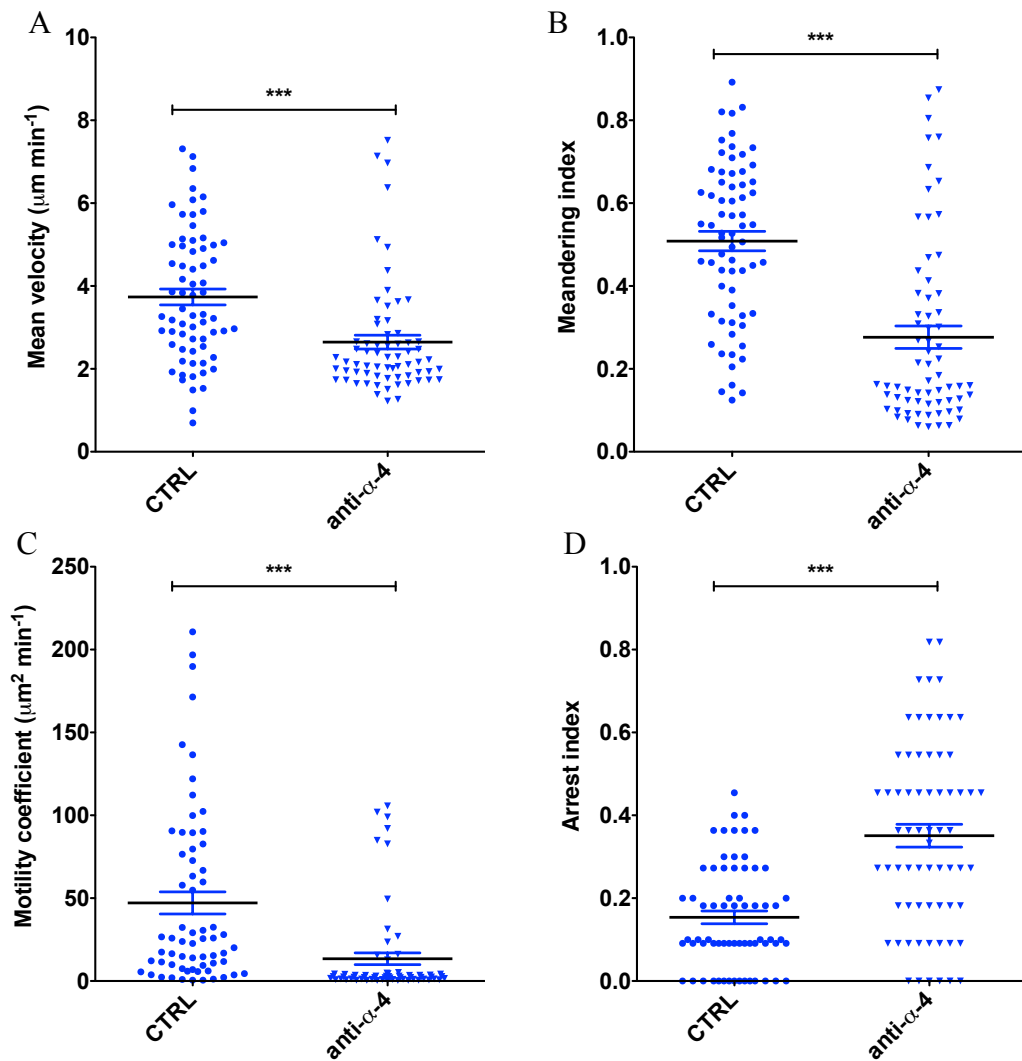 A
Mean velocity (μm min⁻¹)
10
8
6
4
2
0
***
CTRL
anti-α-4
B
Meandering index
1.0
0.8
0.6
0.4
0.2
0.0
***
CTRL
anti-α-4
C
Motility coefficient (μm² min⁻¹)
250
200
150
100
50
0
***
CTRL
anti-α-4
D
Arrest index
1.0
0.8
0.6
0.4
0.2
0.0
***
CTRL
anti-α-4